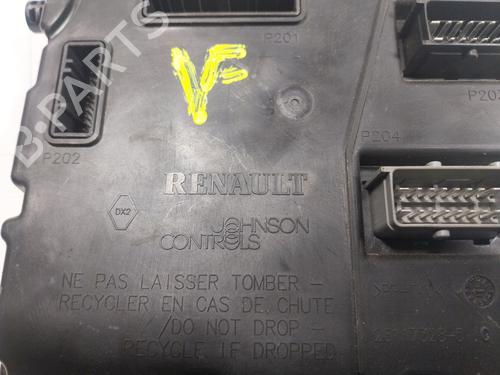 P201
VF
P202
P203
P204
RENAULT
DX2
JOHNSON
CONTROLS
NE PAS LAISSER TOMBER -
RECYCLER EN CAS DE CHUTE
/DO NOT DROP -
RECYCLE IF DROPPED
B-PARTS